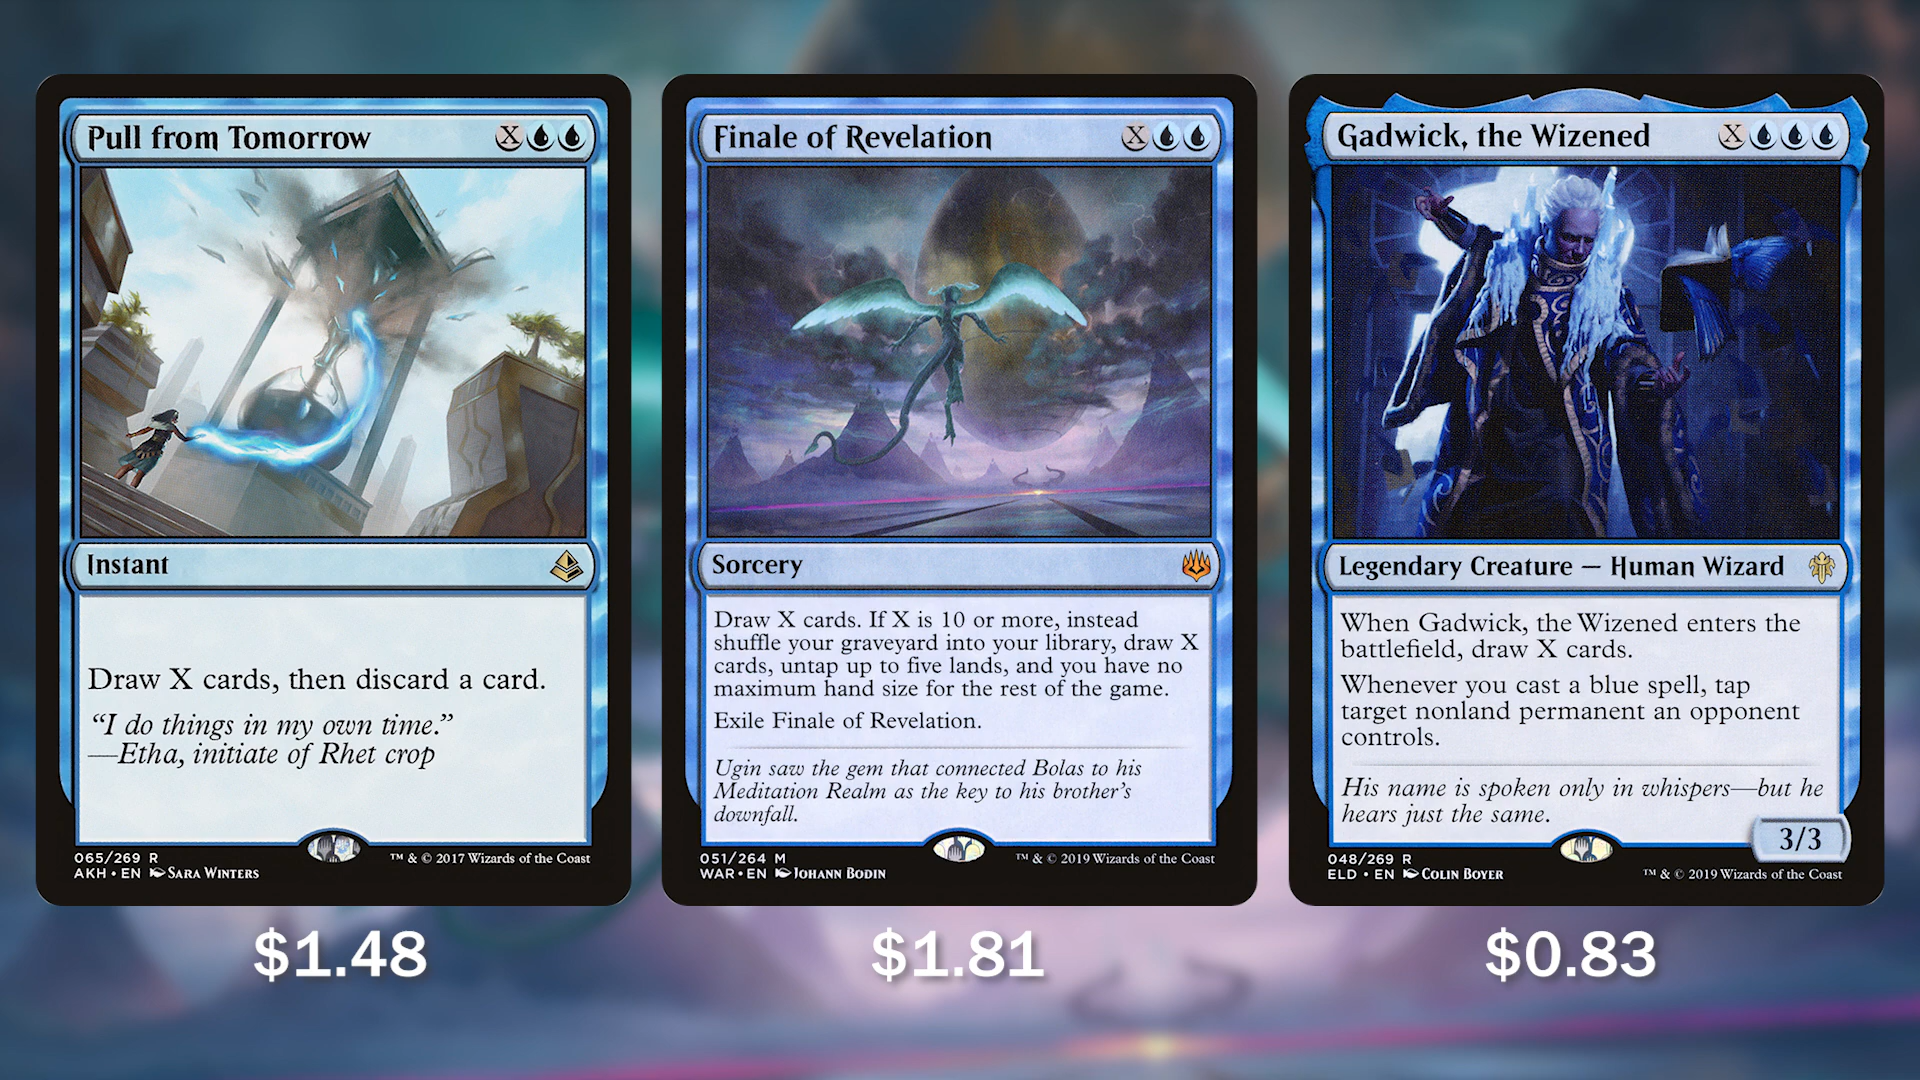 Pull from Tomorrow X
Instant
Draw X cards, then discard a card.
“I do things in my own time.”
—Etha, initiate of Rhet crop
065/269 R
AKH • EN Sara Winters
™ & © 2017 Wizards of the Coast
$1.48
Finale of Revelation X
Sorcery
Draw X cards. If X is 10 or more, instead
shuffle your graveyard into your library, draw X
cards, untap up to five lands, and you have no
maximum hand size for the rest of the game.
Exile Finale of Revelation.
Ugin saw the gem that connected Bolas to his
Meditation Realm as the key to his brother’s
downfall.
051/264 M
WAR • EN Johann Bodin
™ & © 2019 Wizards of the Coast
$1.81
Gadwick, the Wizened X
Legendary Creature — Human Wizard
When Gadwick, the Wizened enters the
battlefield, draw X cards.
Whenever you cast a blue spell, tap
target nonland permanent an opponent
controls.
His name is spoken only in whispers—but he
hears just the same.
3/3
048/269 R
ELD • EN Colin Boyer
™ & © 2019 Wizards of the Coast
$0.83